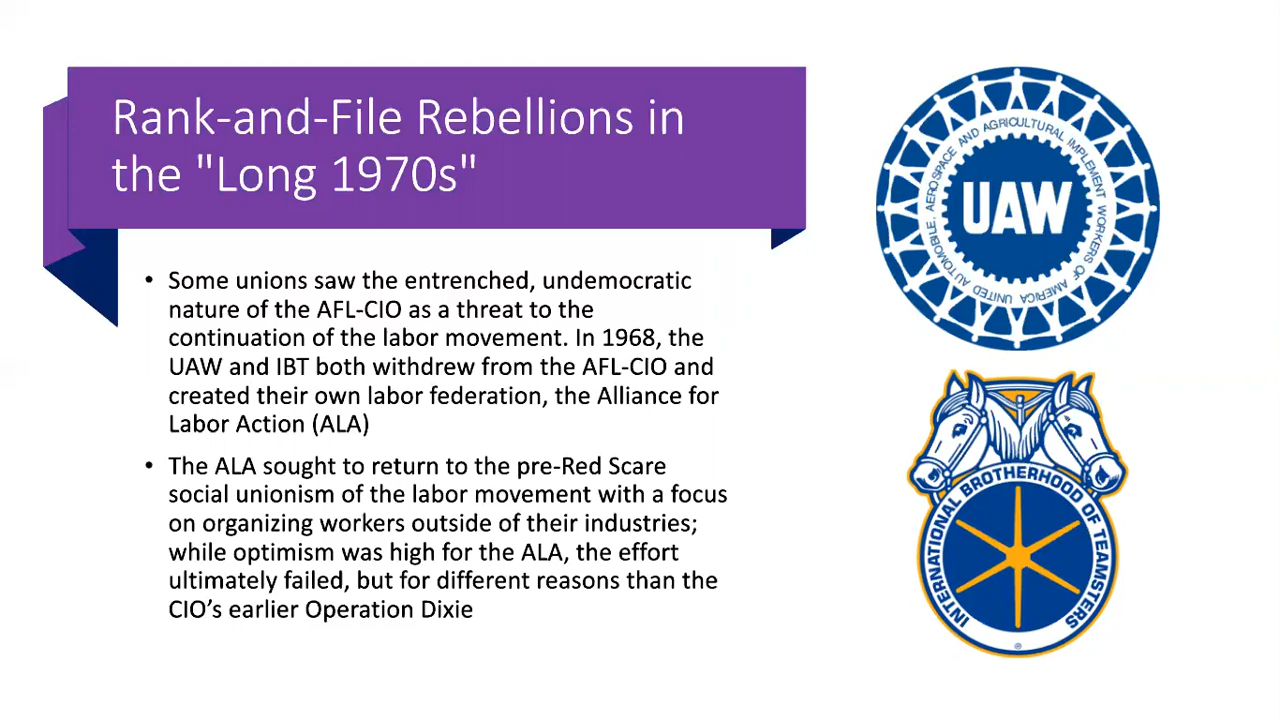 Rank-and-File Rebellions in
the "Long 1970s"
• Some unions saw the entrenched, undemocratic
nature of the AFL-CIO as a threat to the
continuation of the labor movement. In 1968, the
UAW and IBT both withdrew from the AFL-CIO and
created their own labor federation, the Alliance for
Labor Action (ALA)
• The ALA sought to return to the pre-Red Scare
social unionism of the labor movement with a focus
on organizing workers outside of their industries;
while optimism was high for the ALA, the effort
ultimately failed, but for different reasons than the
CIO’s earlier Operation Dixie
UNITED AUTOMOBILE, AEROSPACE AND AGRICULTURAL IMPLEMENT WORKERS OF AMERICA
UAW
INTERNATIONAL BROTHERHOOD OF TEAMSTERS
®